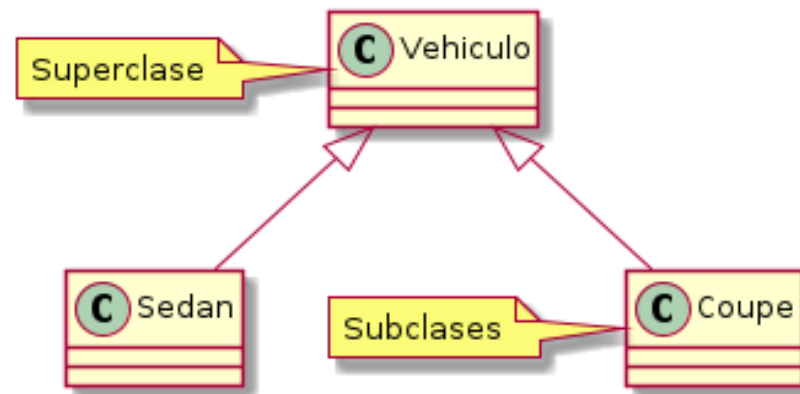 Superclase
C Vehiculo
C Sedan
Subclases
C Coupe